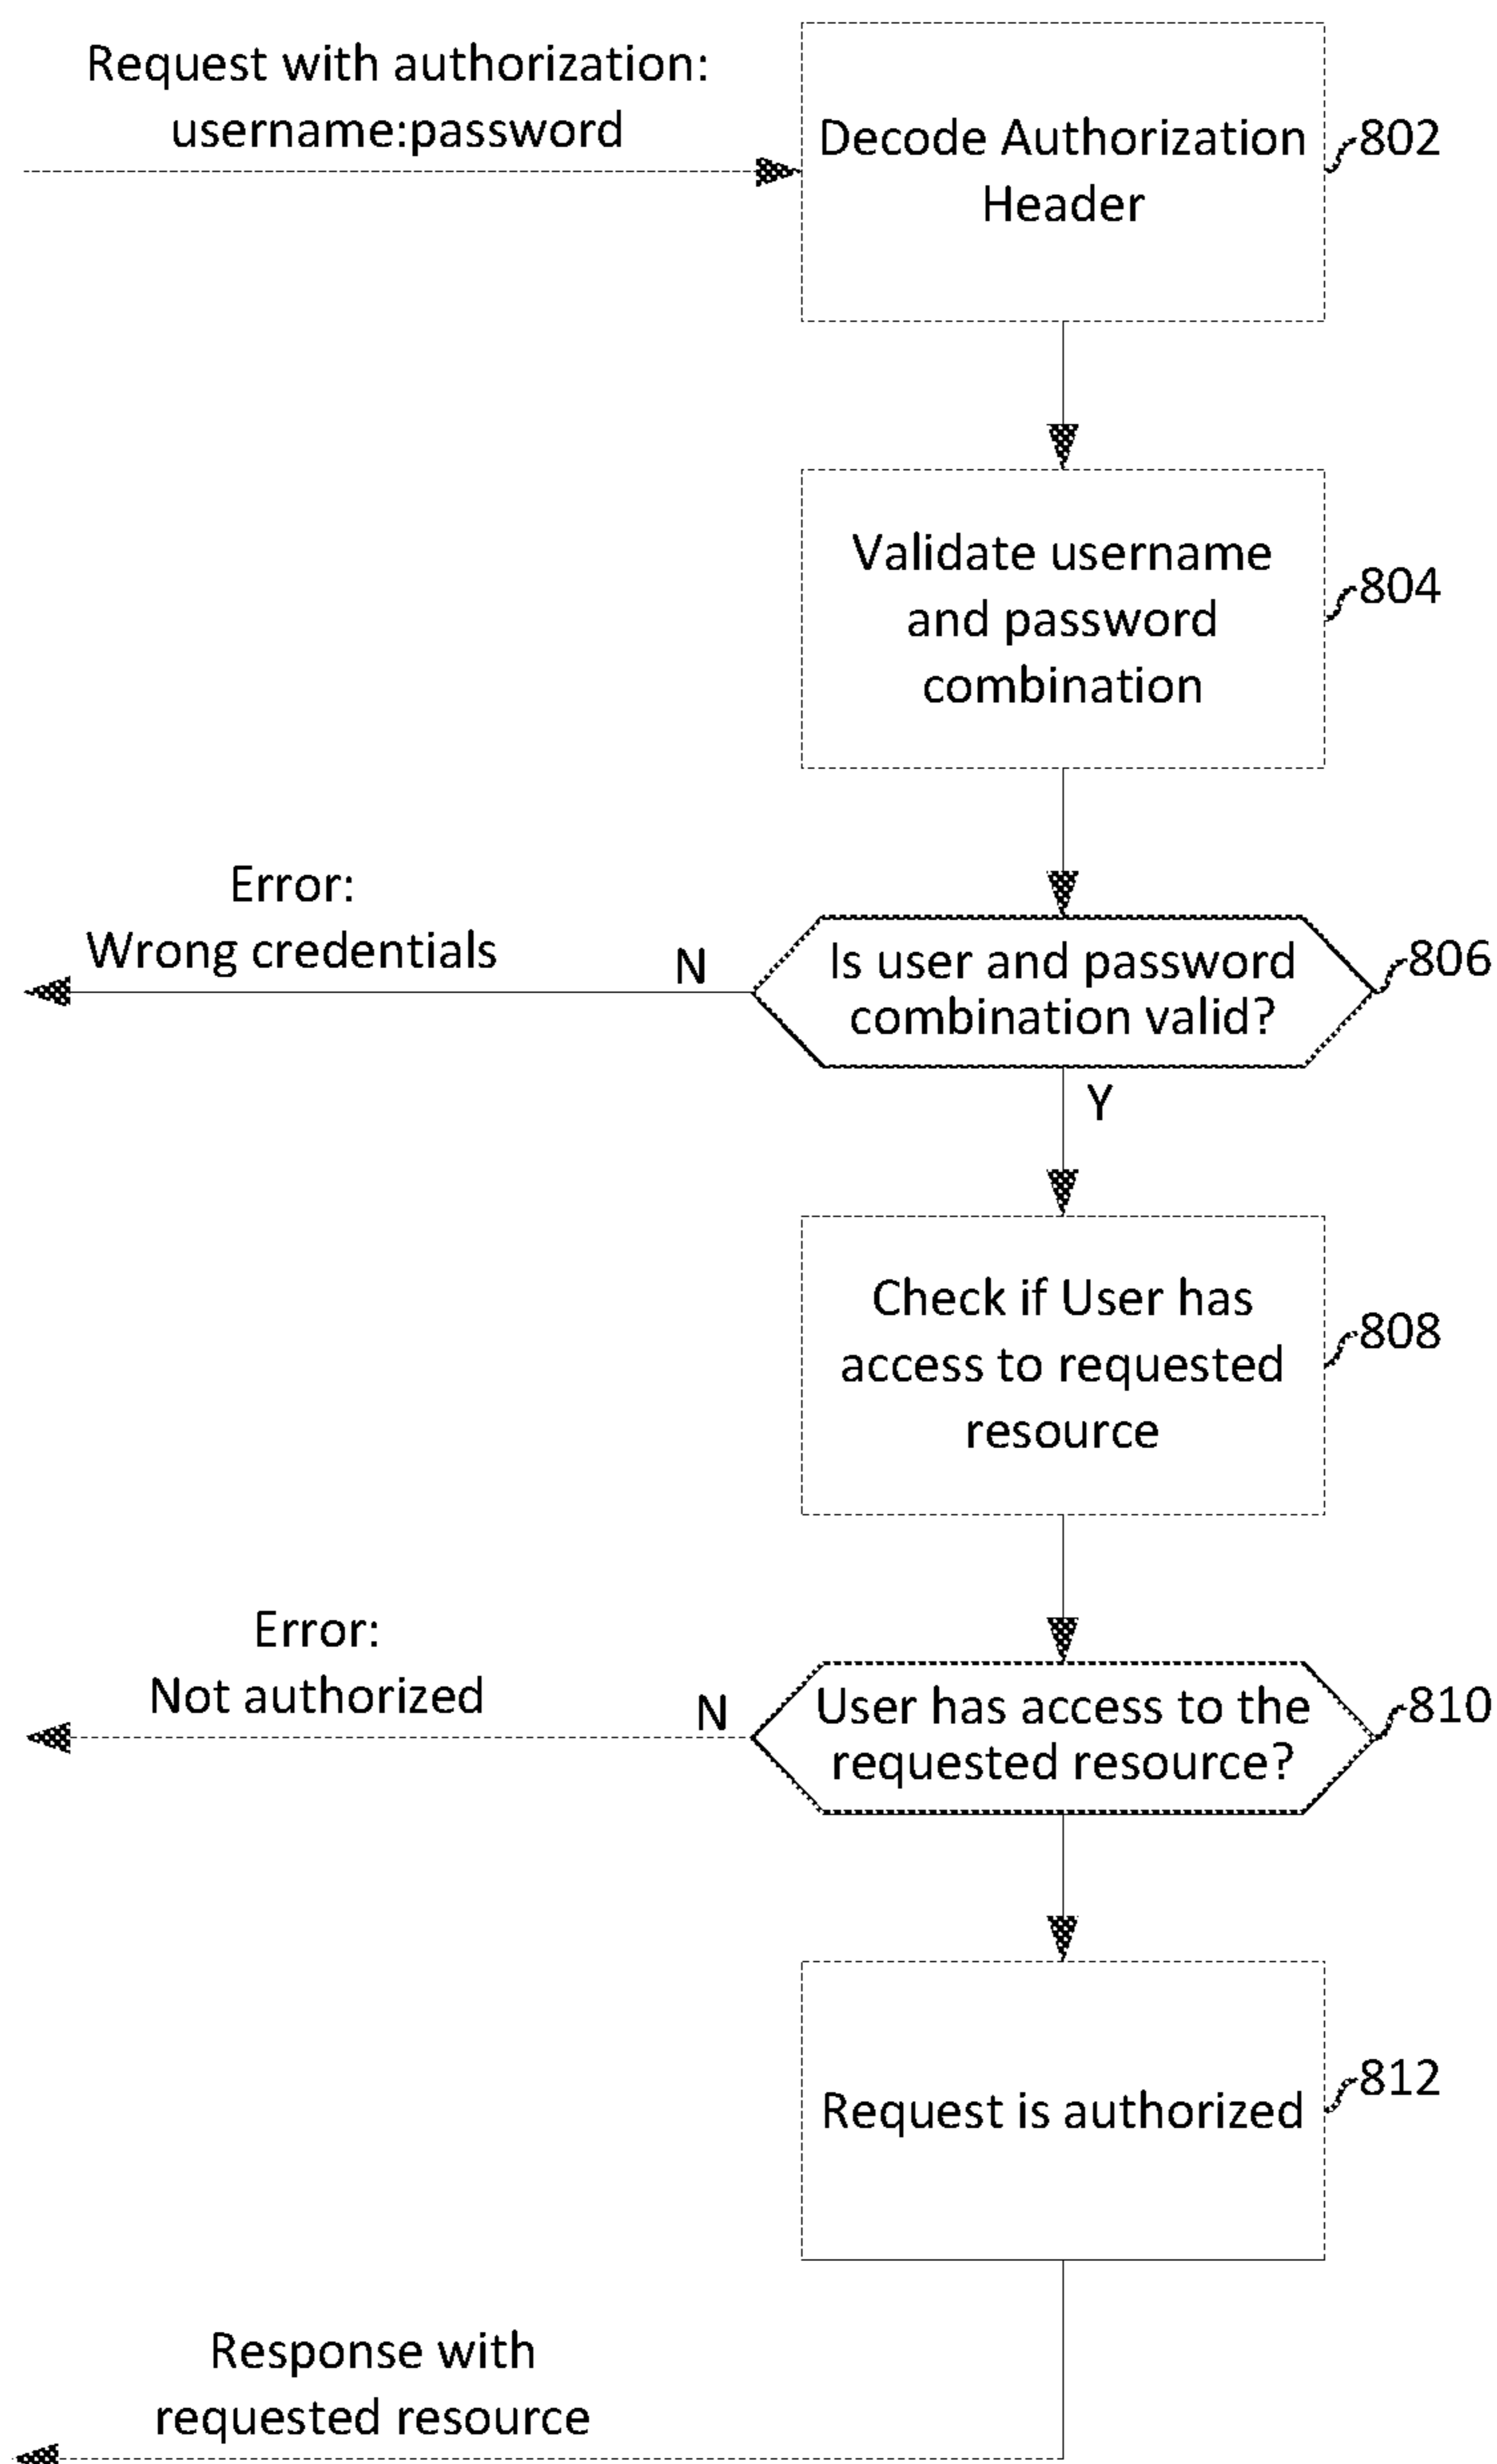 Request with authorization:
username:password
Decode Authorization
Header
802
Validate username
and password
combination
804
Error:
Wrong credentials
N
Is user and password
combination valid?
806
Y
Check if User has
access to requested
resource
808
Error:
Not authorized
N
User has access to the
requested resource?
810
Request is authorized
812
Response with
requested resource